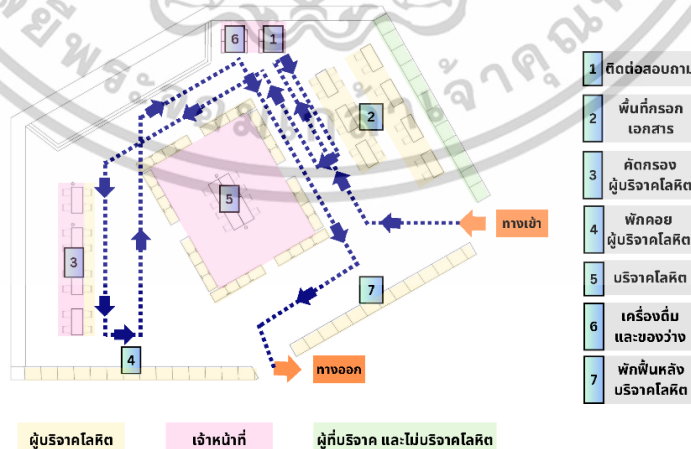 6
1
2
5
3
4
7
ทางเข้า
ทางออก
1 ติดต่อสอบถาม
2 พื้นที่กรอก
เอกสาร
3 คัดกรอง
ผู้บริจาคโลหิต
4 พักคอย
ผู้บริจาคโลหิต
5 บริจาคโลหิต
6 เครื่องดื่ม
และของว่าง
7 พักฟื้นหลัง
บริจาคโลหิต
ผู้บริจาคโลหิต
เจ้าหน้าที่
ผู้ที่บริจาค และไม่บริจาคโลหิต